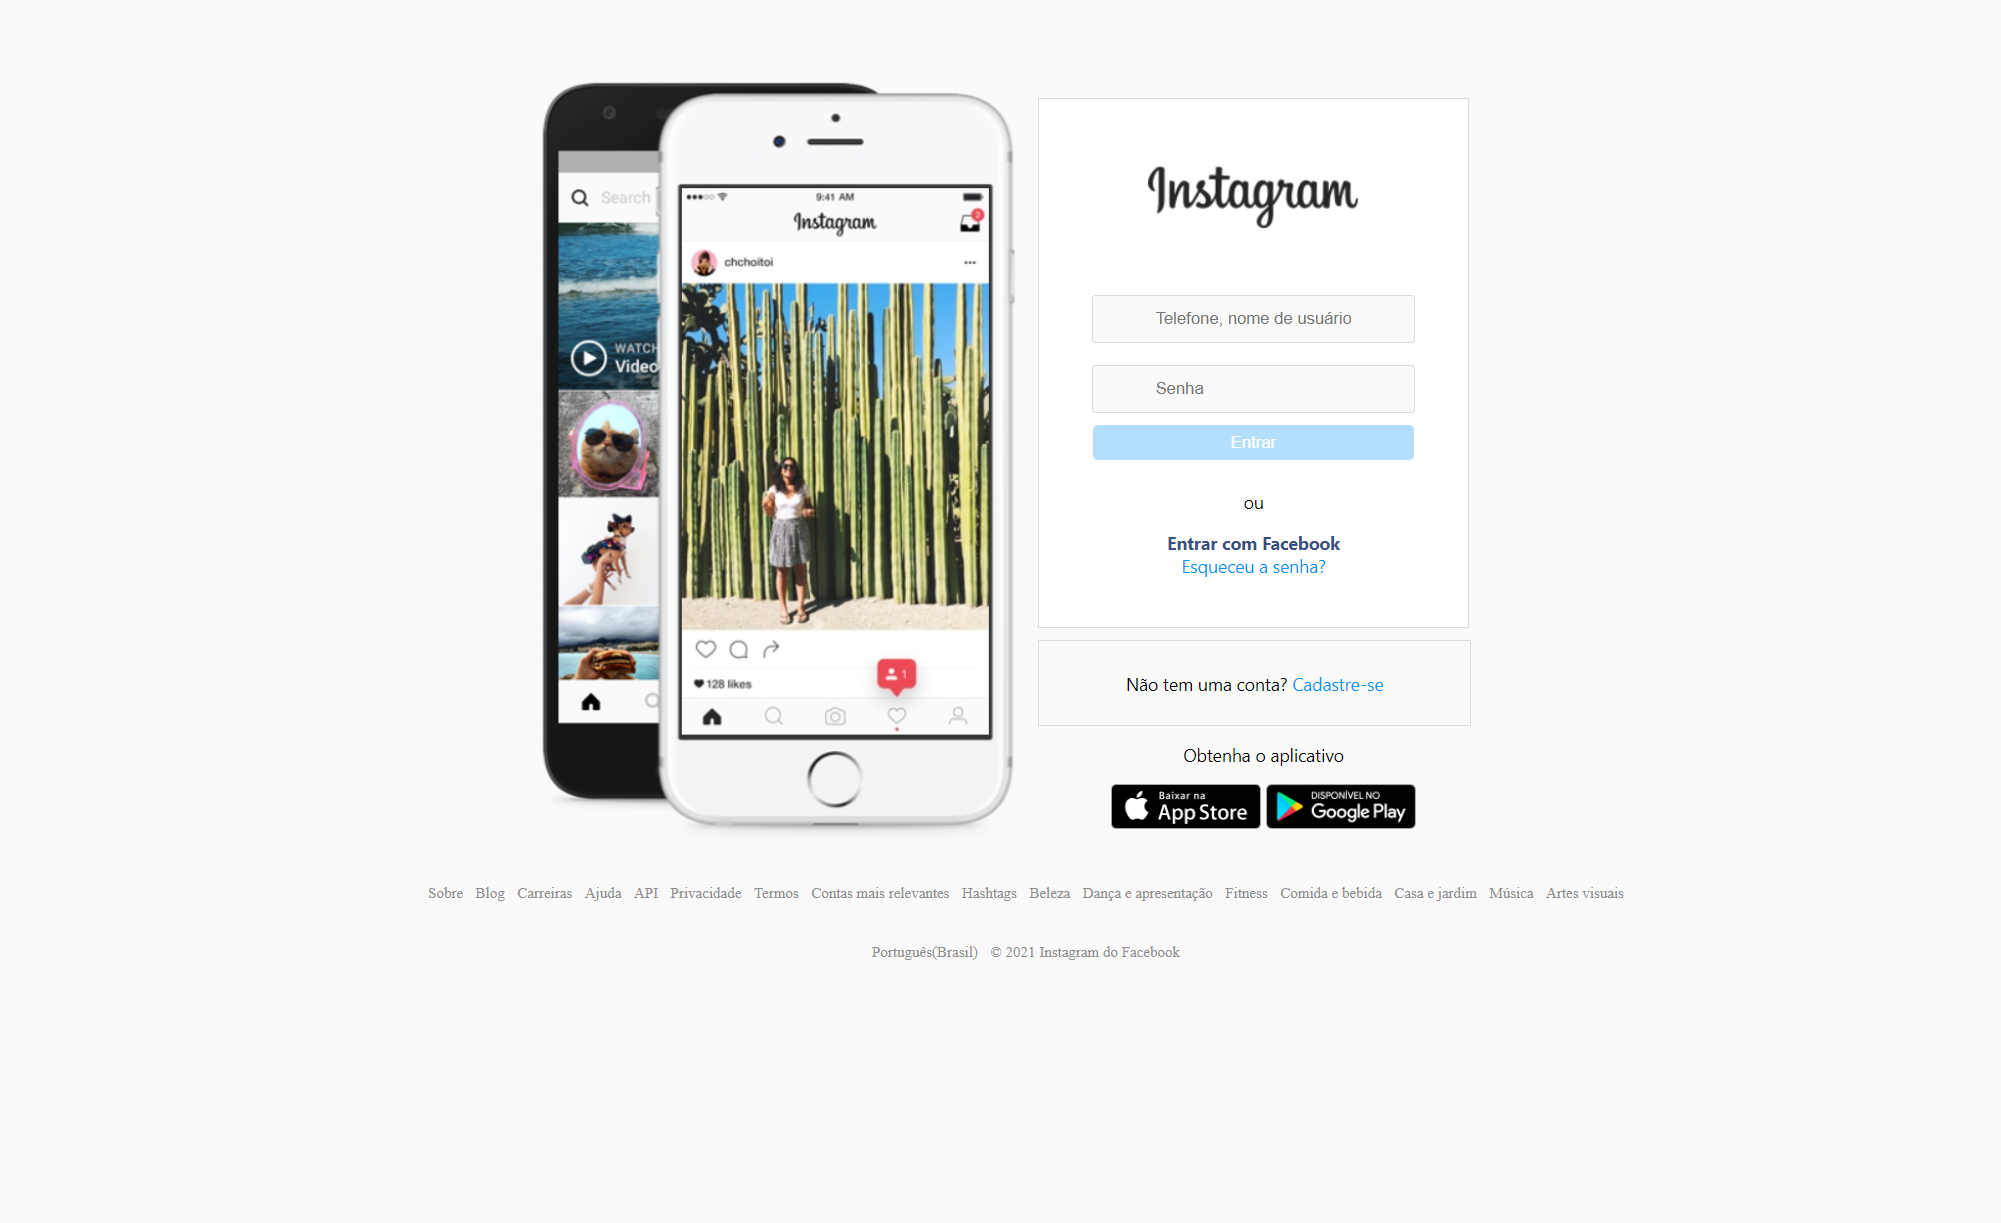 Search
WATCH
Video
9:41 AM
Instagram
2
chchoitoi
1
128 likes
Instagram
Telefone, nome de usuário
Senha
Entrar
ou
Entrar com Facebook
Esqueceu a senha?
Não tem uma conta? Cadastre-se
Obtenha o aplicativo
Baixar na
App Store
DISPONÍVEL NO
Google Play
Sobre Blog Carreiras Ajuda API Privacidade Termos Contas mais relevantes Hashtags Beleza Dança e apresentação Fitness Comida e bebida Casa e jardim Música Artes visuais
Português(Brasil) © 2021 Instagram do Facebook